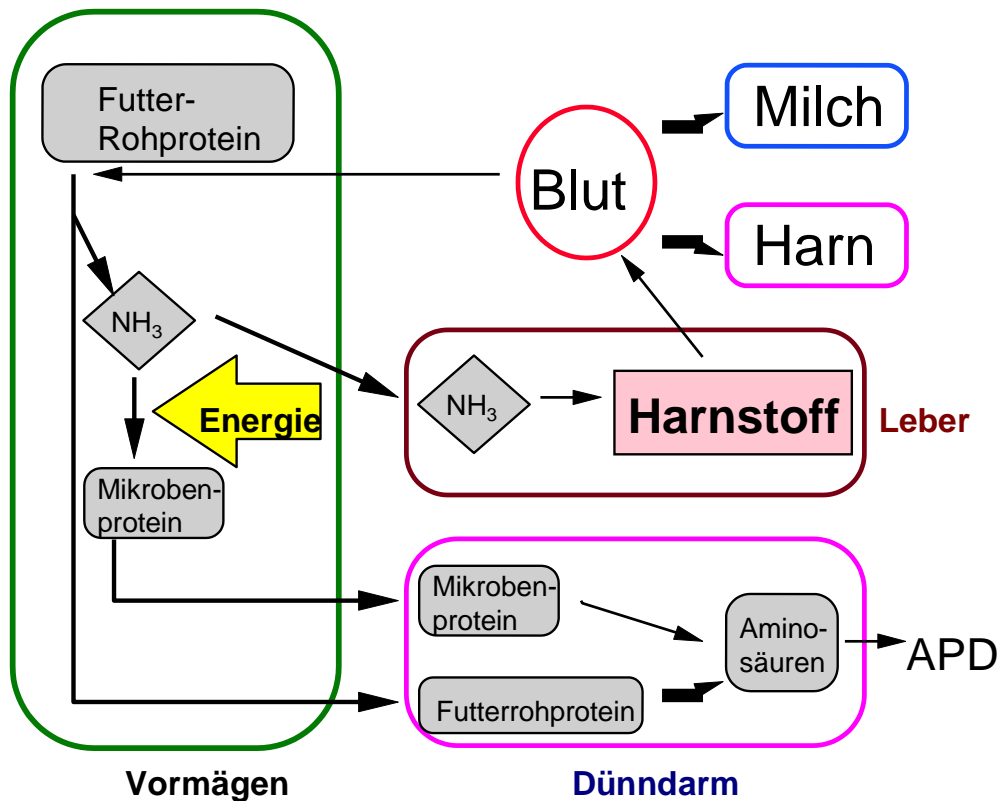 Futter-
Rohprotein
NH₃
Energie
Mikroben-
protein
Vormägen
Blut
Milch
Harn
NH₃
Harnstoff
Leber
Mikroben-
protein
Futterrohprotein
Amino-
säuren
APD
Dünndarm